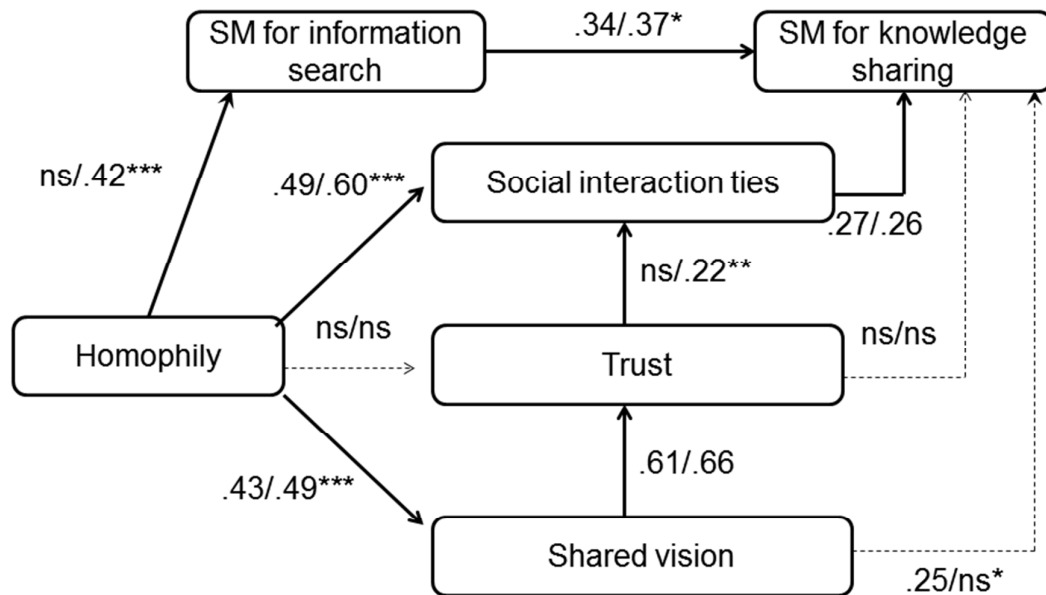 SM for information
search
.34/.37*
SM for knowledge
sharing
ns/.42***
.49/.60***
Social interaction ties
.27/.26
ns/.22**
Homophily
ns/ns
Trust
ns/ns
.43/.49***
.61/.66
Shared vision
.25/ns*